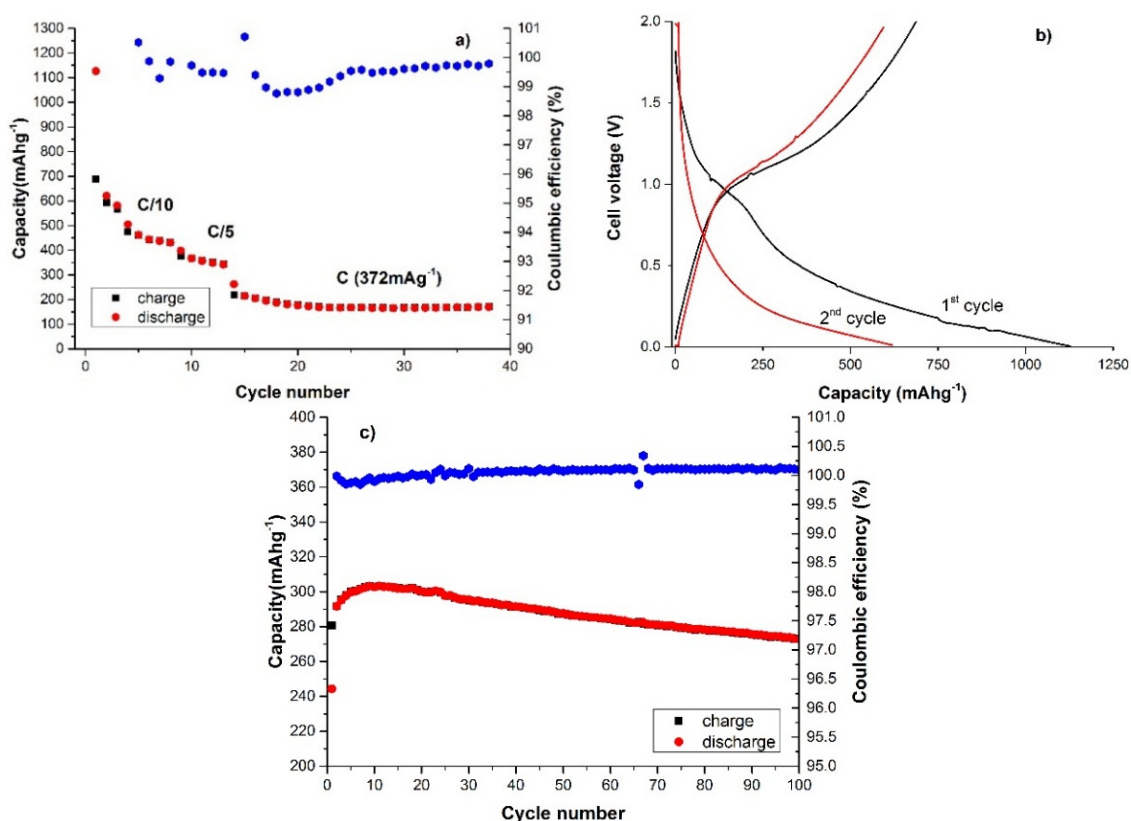 a)
1300
1200
1100
1000
900
800
700
600
500
400
300
200
100
0
Capacity(mAhg⁻¹)
C/10
C/5
C (372mAg⁻¹)
charge
discharge
101
100
99
98
97
96
95
94
93
92
91
90
Coulumbic efficiency (%)
0 10 20 30 40
Cycle number
b)
2.0
1.5
1.0
0.5
0.0
Cell voltage (V)
1ˢᵗ cycle
2ⁿᵈ cycle
0 250 500 750 1000 1250
Capacity (mAhg⁻¹)
c)
400
380
360
340
320
300
280
260
240
220
200
Capacity(mAhg⁻¹)
101.0
100.5
100.0
99.5
99.0
98.5
98.0
97.5
97.0
96.5
96.0
95.5
95.0
Coulombic efficiency (%)
charge
discharge
0 10 20 30 40 50 60 70 80 90 100
Cycle number